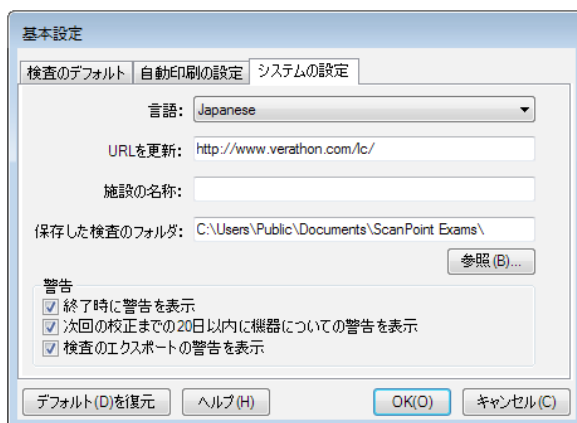 基本設定
検査のデフォルト 自動印刷の設定 システムの設定
言語: Japanese
URLを更新: http://www.verathon.com/lc/
施設の名称:
保存した検査のフォルダ: C:\Users\Public\Documents\ScanPoint Exams\
参照(B)...
警告
終了時に警告を表示
次回の校正までの20日以内に機器についての警告を表示
検査のエクスポートの警告を表示
デフォルト(D)を復元 ヘルプ(H) OK(O) キャンセル(C)